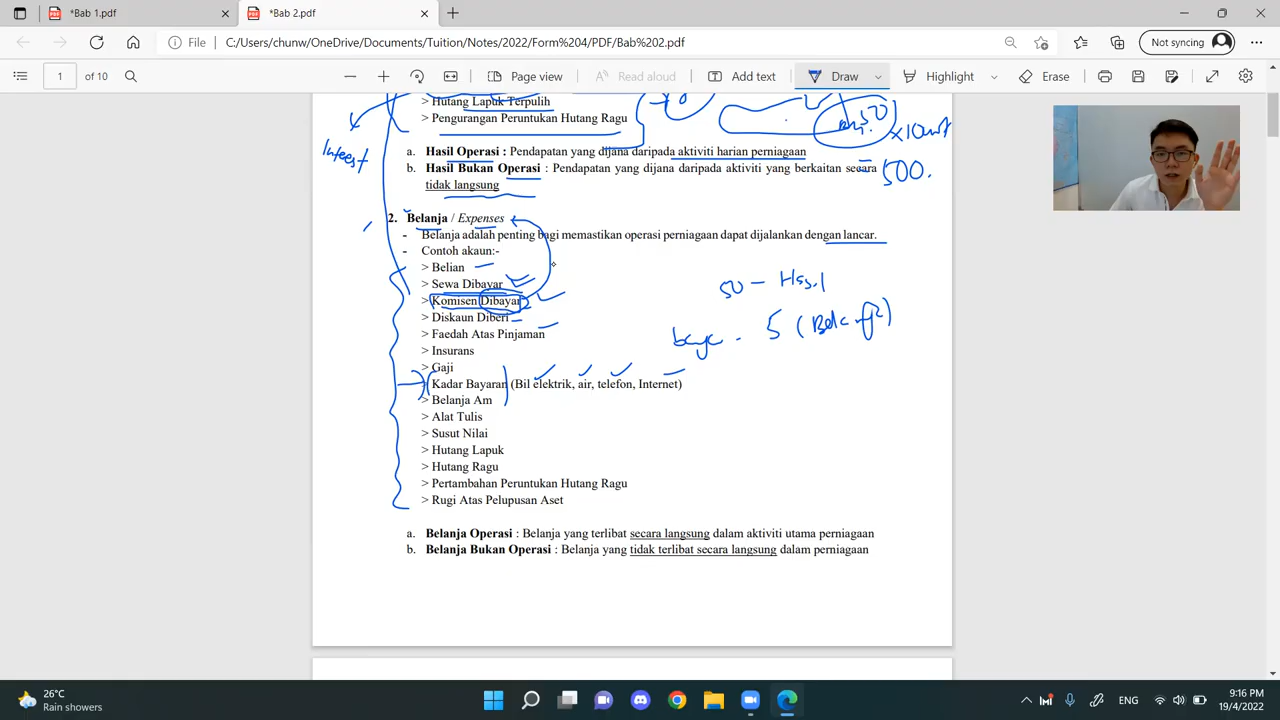 *Bab 1.pdf
*Bab 2.pdf
File C:/Users/chunw/OneDrive/Documents/Tuition/Notes/2022/Form%204/PDF/Bab%202.pdf
Not syncing
1 of 10
Page view
Read aloud
Add text
Draw
Highlight
Erase
> Hutang Lapuk Terpulih
> Pengurangan Peruntukan Hutang Ragu
50
x10
500.
a. Hasil Operasi : Pendapatan yang dijana daripada aktiviti harian perniagaan
b. Hasil Bukan Operasi : Pendapatan yang dijana daripada aktiviti yang berkaitan secara
tidak langsung
2. Belanja / Expenses
- Belanja adalah penting bagi memastikan operasi perniagaan dapat dijalankan dengan lancar.
- Contoh akaun:-
> Belian
> Sewa Dibayar
> Komisen Dibayar
50 – Hasil
> Diskaun Diberi
5
> Faedah Atas Pinjaman
> Insurans
> Gaji
> Kadar Bayaran (Bil elektrik, air, telefon, Internet)
> Belanja Am
> Alat Tulis
> Susut Nilai
> Hutang Lapuk
> Hutang Ragu
> Pertambahan Peruntukan Hutang Ragu
> Rugi Atas Pelupusan Aset
a. Belanja Operasi : Belanja yang terlibat secara langsung dalam aktiviti utama perniagaan
b. Belanja Bukan Operasi : Belanja yang tidak terlibat secara langsung dalam perniagaan
26°C
Rain showers
ENG
9:16 PM
19/4/2022